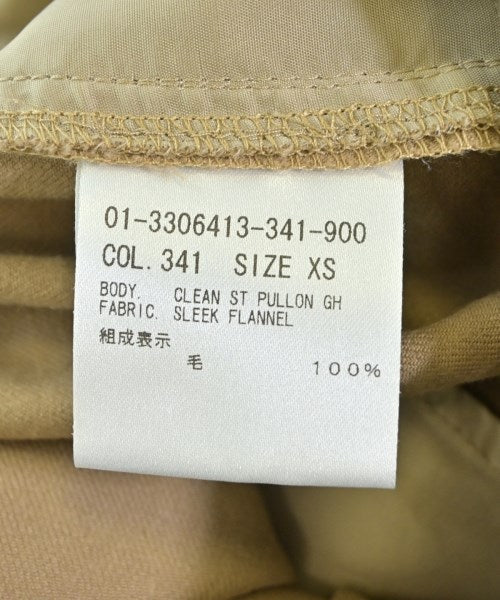 01-3306413-341-900
COL. 341 SIZE XS
BODY. CLEAN ST PULLON GH
FABRIC. SLEEK FLANNEL
組成表示
毛 100%